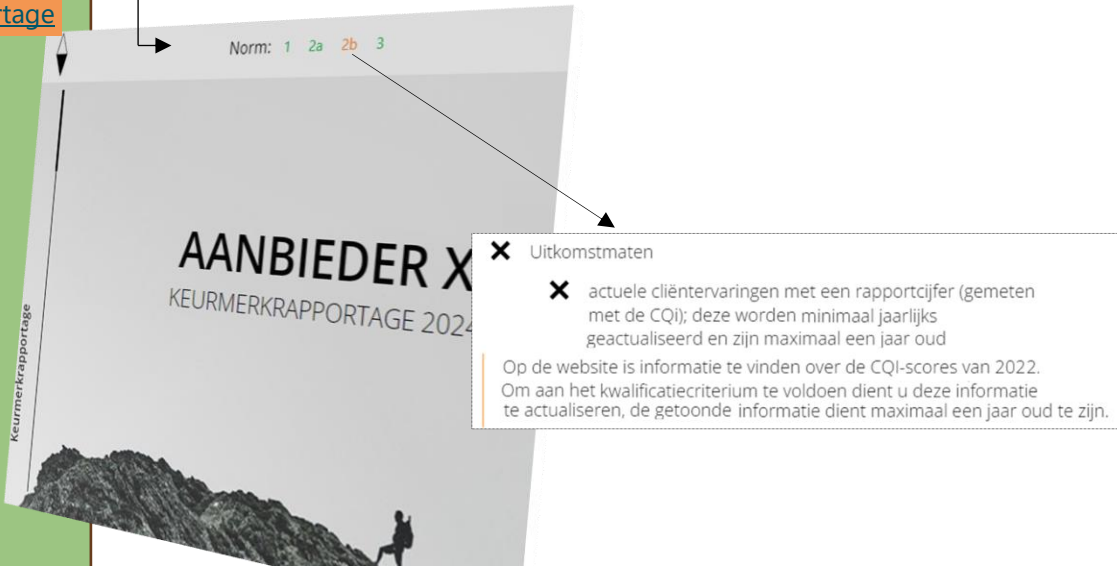 rtage
Norm: 1 2a 2b 3
AANBIEDER X
KEURMERKRAPPORTAGE 2024
Keurmerkrapportage
Uitkomstmaten
actuele cliëntervaringen met een rapportcijfer (gemeten
met de CQi); deze worden minimaal jaarlijks
geactualiseerd en zijn maximaal een jaar oud
Op de website is informatie te vinden over de CQI-scores van 2022.
Om aan het kwalificatiecriterium te voldoen dient u deze informatie
te actualiseren, de getoonde informatie dient maximaal een jaar oud te zijn.